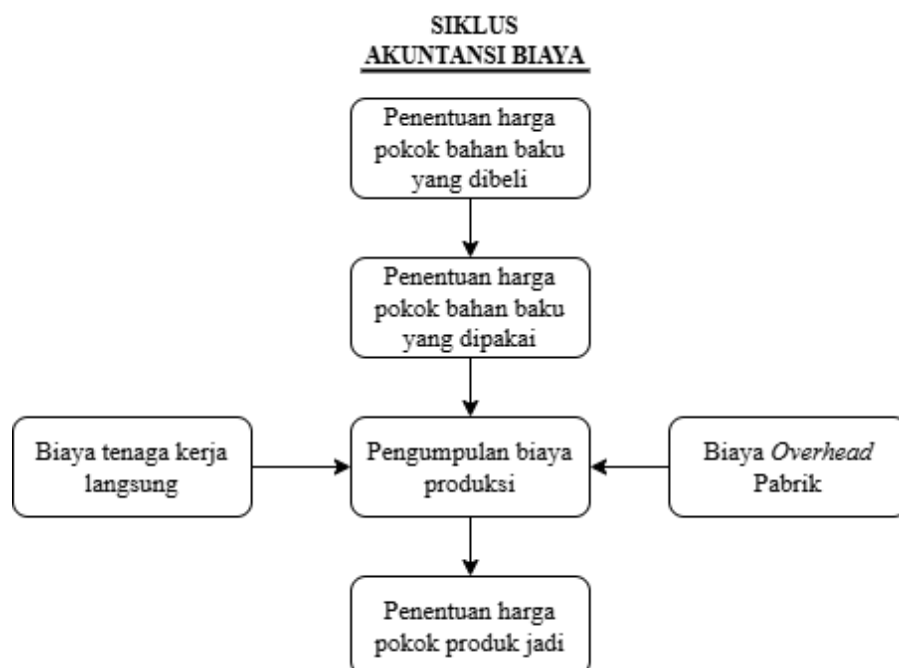 SIKLUS
AKUNTANSI BIAYA
Penentuan harga
pokok bahan baku
yang dibeli
Penentuan harga
pokok bahan baku
yang dipakai
Biaya tenaga kerja
langsung
Pengumpulan biaya
produksi
Biaya Overhead
Pabrik
Penentuan harga
pokok produk jadi